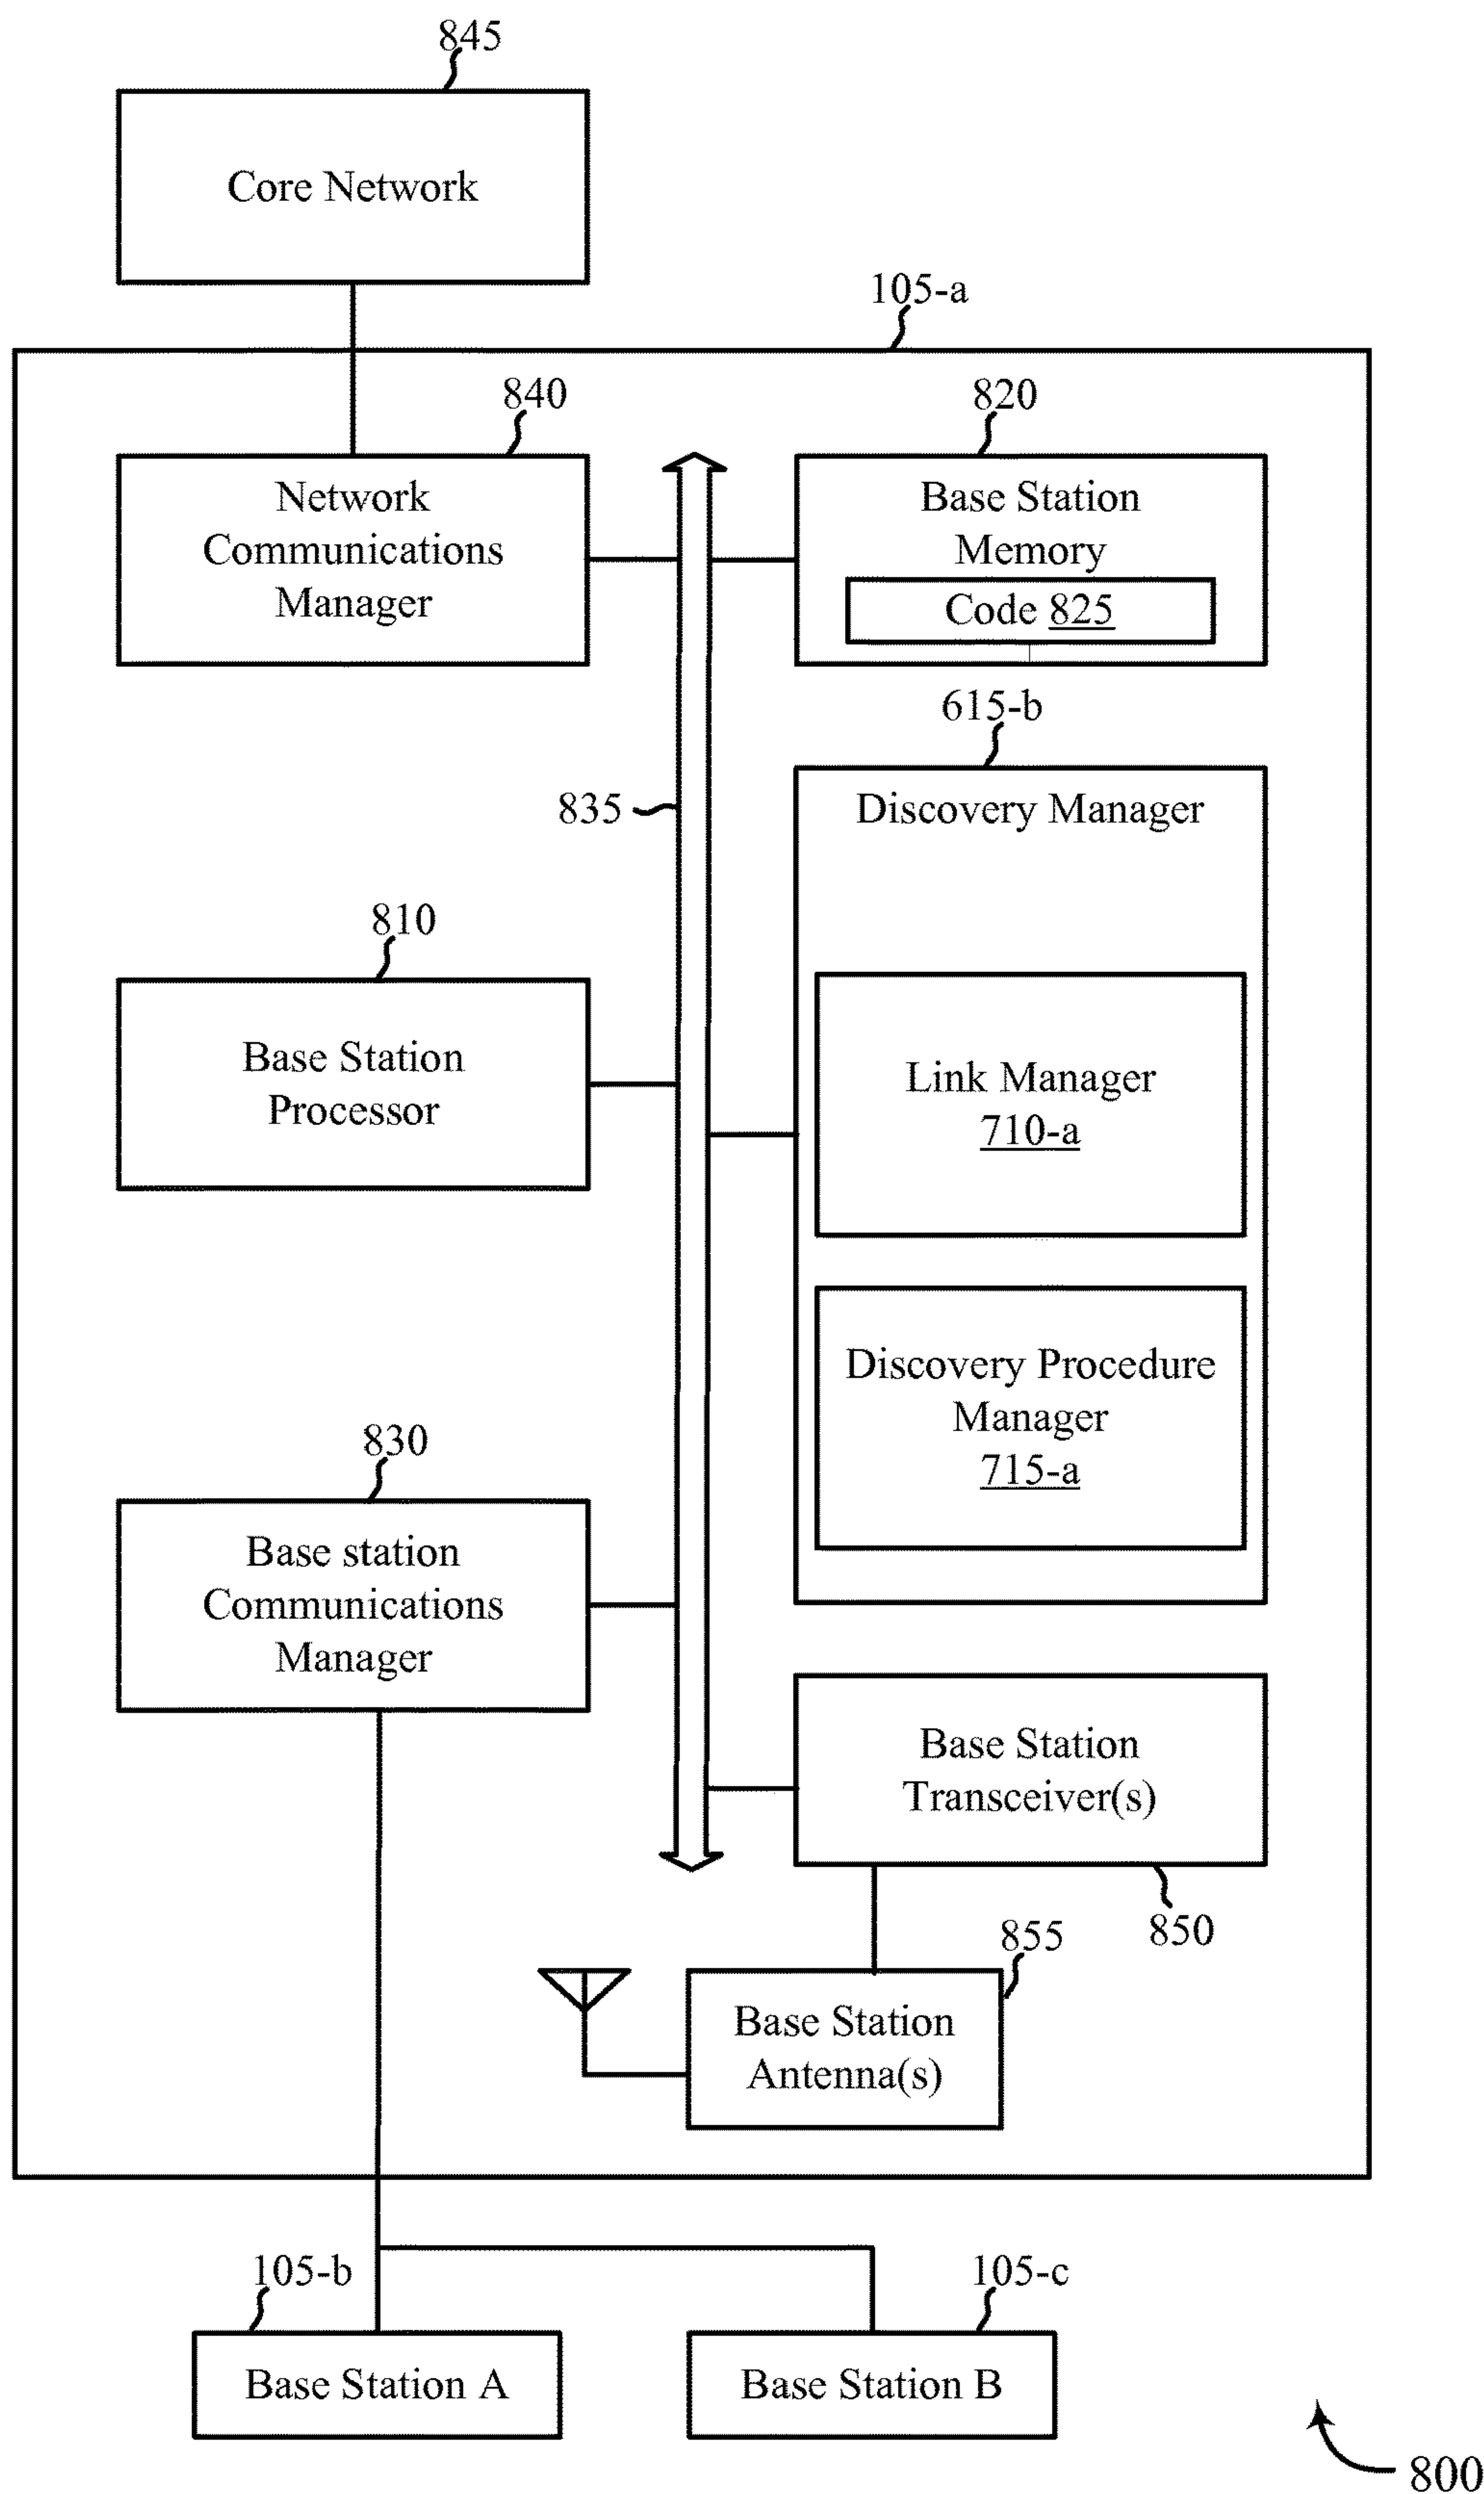 845
Core Network
105-a
840
820
Network
Communications
Manager
Base Station
Memory
Code 825
615-b
835
Discovery Manager
810
Base Station
Processor
Link Manager
710-a
Discovery Procedure
Manager
715-a
830
Base station
Communications
Manager
Base Station
Transceiver(s)
850
855
Base Station
Antenna(s)
105-b
105-c
Base Station A
Base Station B
800